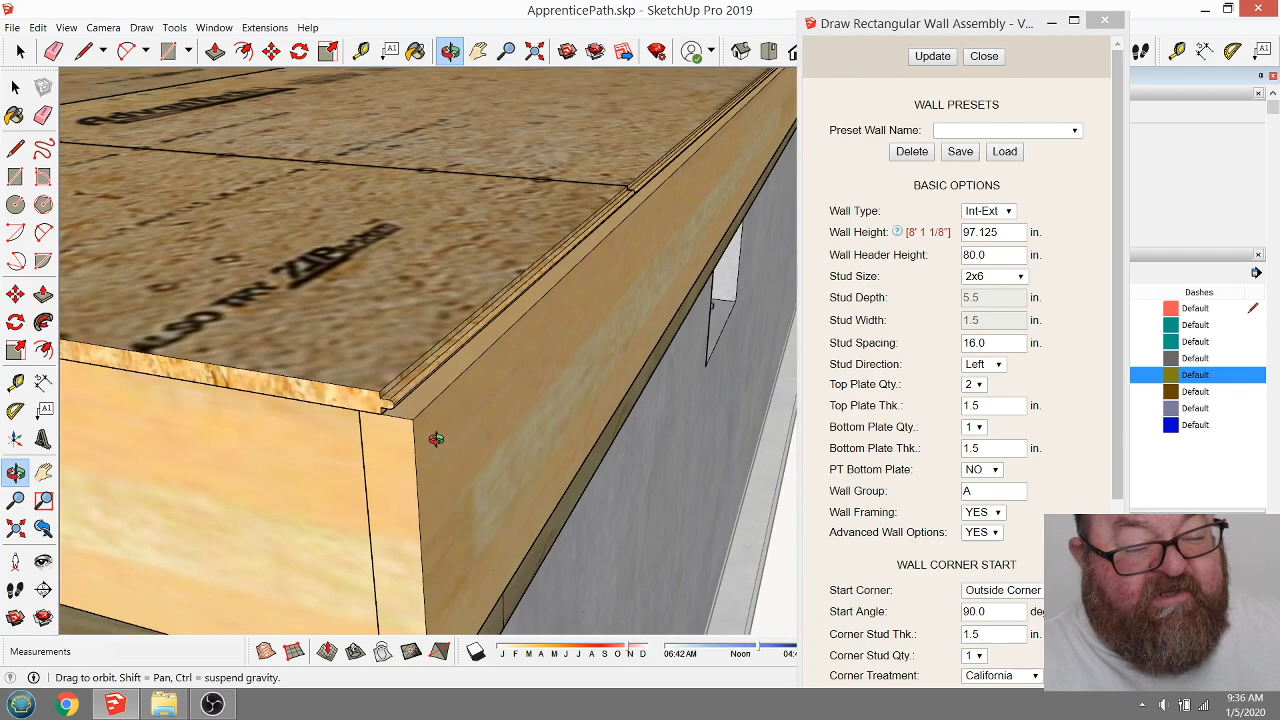 ApprenticePath.skp - SketchUp Pro 2019
File Edit View Camera Draw Tools Window Extensions Help
Draw Rectangular Wall Assembly - V...
Update Close
WALL PRESETS
Preset Wall Name:
Delete Save Load
BASIC OPTIONS
Wall Type: Int-Ext
Wall Height: [8' 1 1/8"] 97.125 in.
Wall Header Height: 80.0 in.
Stud Size: 2x6
Stud Depth: 5.5 in.
Stud Width: 1.5 in.
Stud Spacing: 16.0 in.
Stud Direction: Left
Top Plate Qty.: 2
Top Plate Thk.: 1.5 in.
Bottom Plate Qty.: 1
Bottom Plate Thk.: 1.5 in.
PT Bottom Plate: NO
Wall Group: A
Wall Framing: YES
Advanced Wall Options: YES
WALL CORNER START
Start Corner: Outside Corner
Start Angle: 90.0
Corner Stud Thk.: 1.5 in.
Corner Stud Qty.: 1
Corner Treatment: California
Dashes
Default
Default
Default
Default
Default
Default
Default
Default
Measurements
J F M A M J J A S O N D
06:42 AM Noon
Drag to orbit. Shift = Pan, Ctrl = suspend gravity.
9:36 AM
1/5/2020